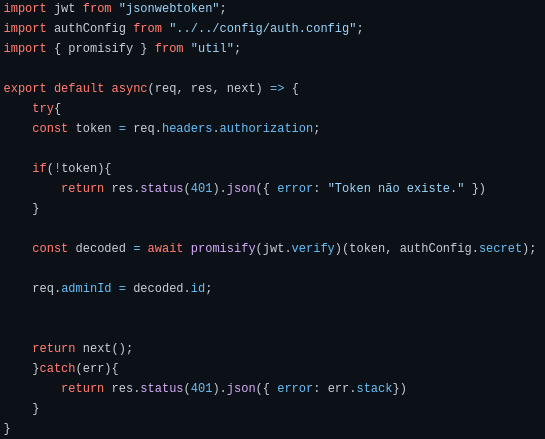 import jwt from "jsonwebtoken";
import authConfig from "../../config/auth.config";
import { promisify } from "util";

export default async(req, res, next) => {
    try{
    const token = req.headers.authorization;

    if(!token){
        return res.status(401).json({ error: "Token não existe." })
    }

    const decoded = await promisify(jwt.verify)(token, authConfig.secret);

    req.adminId = decoded.id;


    return next();
    }catch(err){
        return res.status(401).json({ error: err.stack})
    }
}